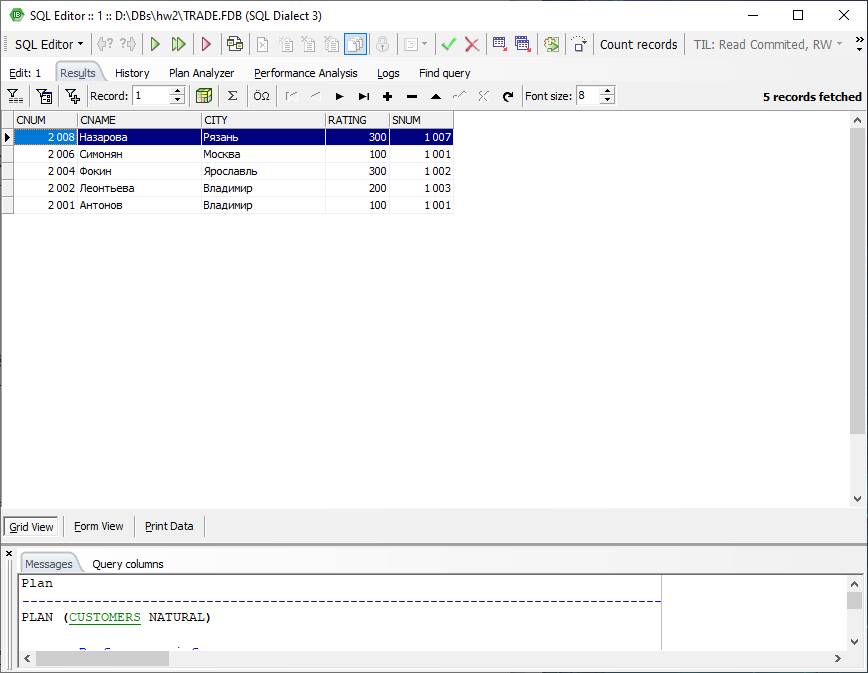 SQL Editor :: 1 :: D:\DBs\hw2\TRADE.FDB (SQL Dialect 3)
SQL Editor Count records TIL: Read Commited, RW
Edit: 1 Results History Plan Analyzer Performance Analysis Logs Find query
Record: 1 Σ ÖΩ Font size: 8 5 records fetched
CNUM CNAME CITY RATING SNUM
2 008 Назарова Рязань 300 1 007
2 006 Симонян Москва 100 1 001
2 004 Фокин Ярославль 300 1 002
2 002 Леонтьева Владимир 200 1 003
2 001 Антонов Владимир 100 1 001
Grid View Form View Print Data
Messages Query columns
Plan
--------------------------------------------------------------------------------
PLAN (CUSTOMERS NATURAL)